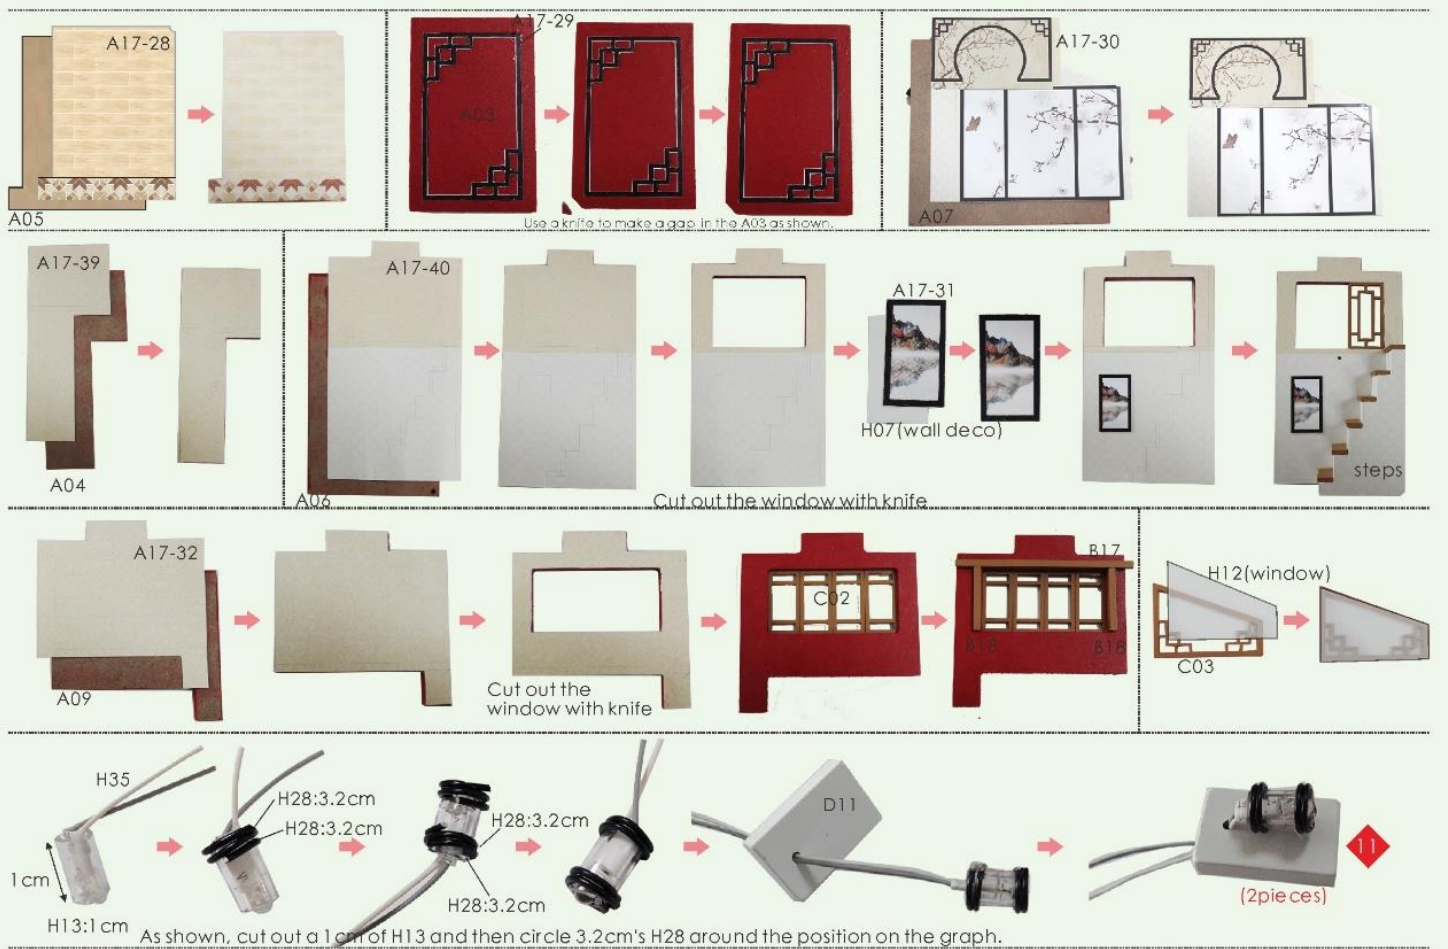 A17-28
A05
A17-29
A03
Use a knife to make a gap in the A03 as shown.
A17-30
A07
A17-39
A04
A17-40
A06
Cut out the window with knife
A17-31
H07(wall deco)
steps
A17-32
A09
Cut out the
window with knife
C02
B17
B18
B18
H12(window)
C03
H35
1cm
H13:1cm
H28:3.2cm
H28:3.2cm
H28:3.2cm
H28:3.2cm
D11
11
(2pieces)
As shown, cut out a 1cm of H13 and then circle 3.2cm's H28 around the position on the graph.